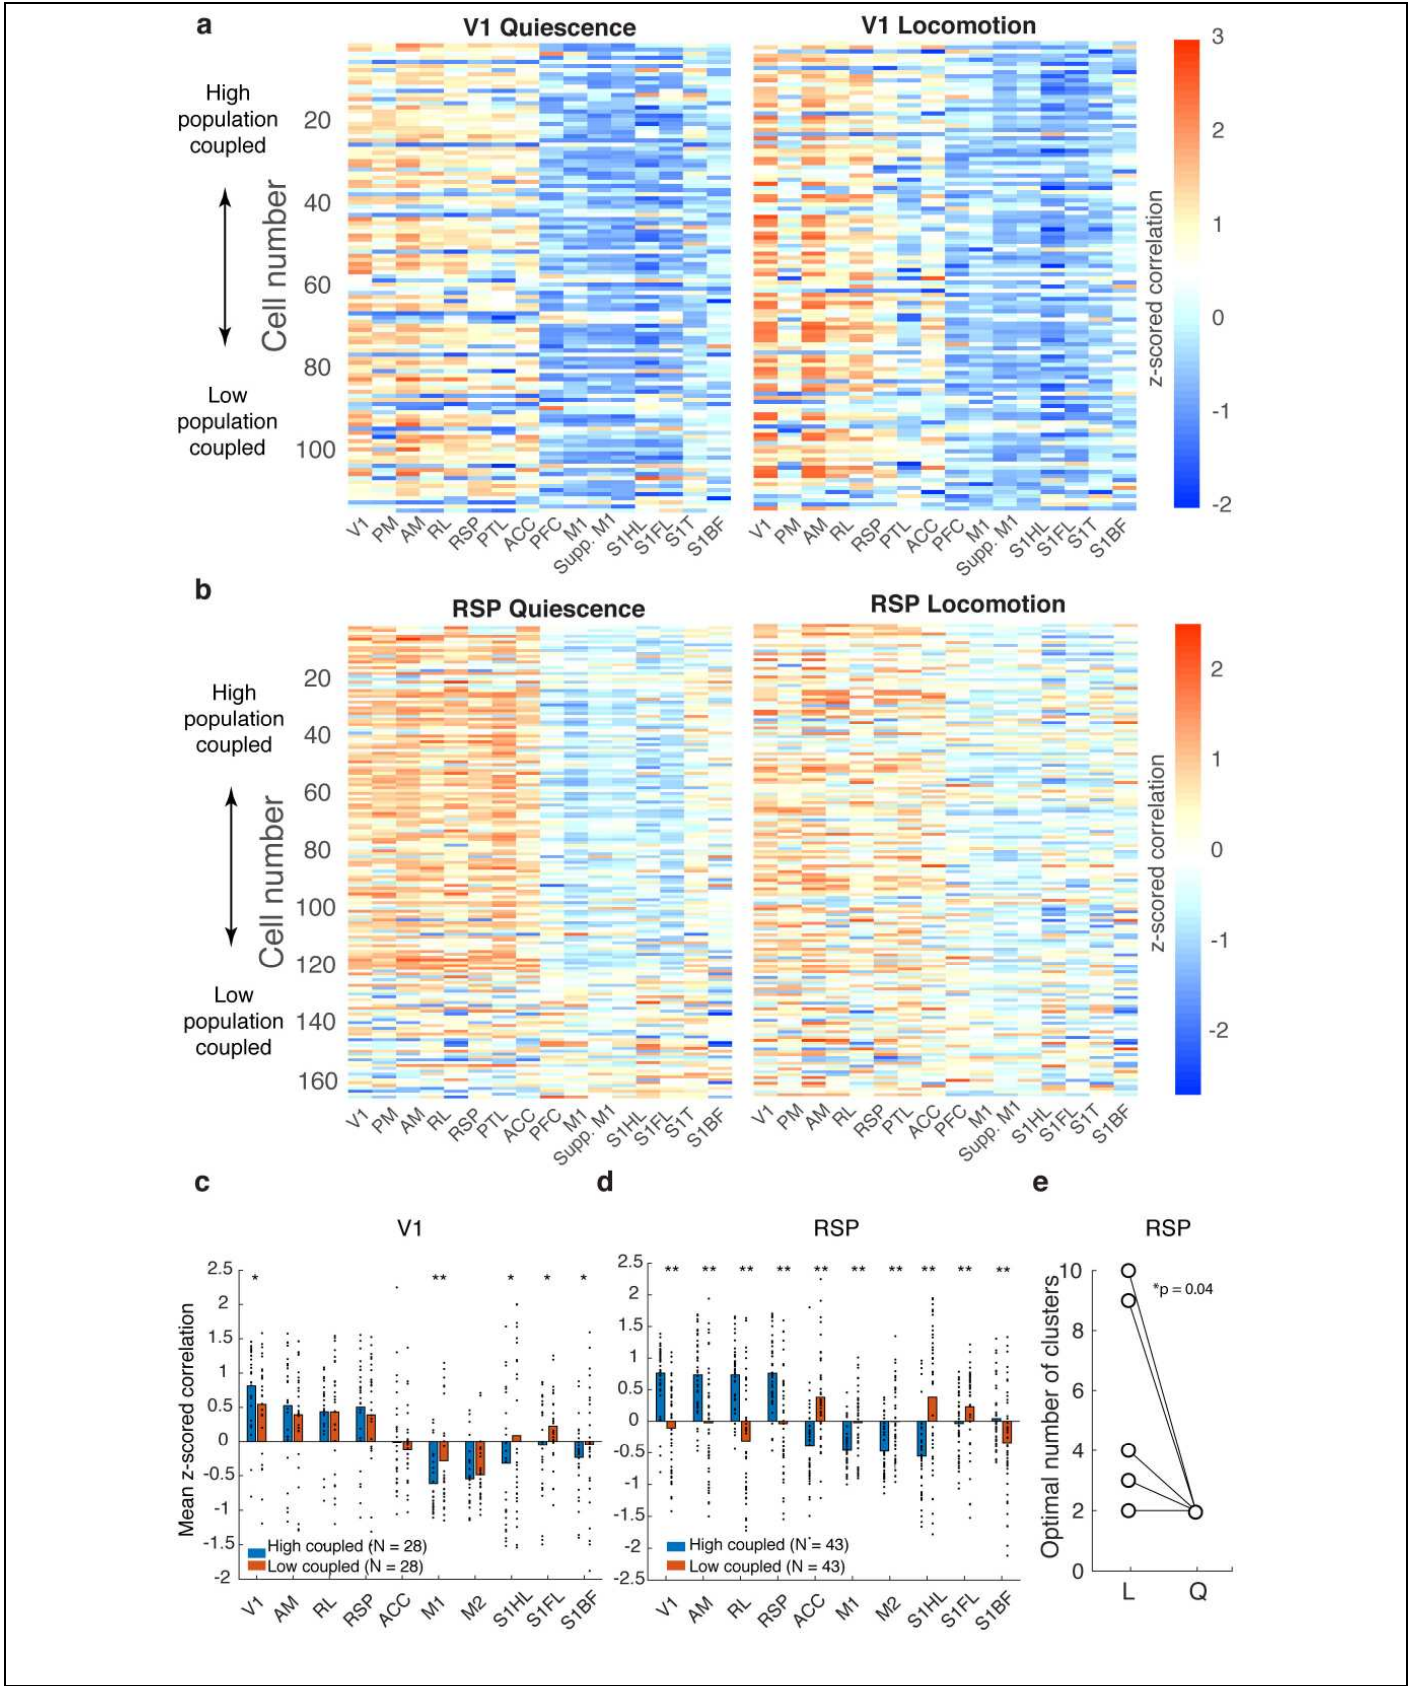 a
V1 Quiescence
V1 Locomotion
High
population
coupled
Low
population
coupled
Cell number
20
40
60
80
100
V1 PM AM RL RSP PTL ACC PFC M1 Supp. M1 S1HL S1FL S1T S1BF
V1 PM AM RL RSP PTL ACC PFC M1 Supp. M1 S1HL S1FL S1T S1BF
3
2
1
0
-1
-2
z-scored correlation
b
RSP Quiescence
RSP Locomotion
High
population
coupled
Low
population
coupled
Cell number
20
40
60
80
100
120
140
160
V1 PM AM RL RSP PTL ACC PFC M1 Supp. M1 S1HL S1FL S1T S1BF
V1 PM AM RL RSP PTL ACC PFC M1 Supp. M1 S1HL S1FL S1T S1BF
2
1
0
-1
-2
z-scored correlation
c
V1
Mean z-scored correlation
2.5
2
1.5
1
0.5
0
-0.5
-1
-1.5
-2
* ** * * *
High coupled (N = 28)
Low coupled (N = 28)
V1 AM RL RSP ACC M1 M2 S1HL S1FL S1BF
d
RSP
2.5
2
1.5
1
0.5
0
-0.5
-1
-1.5
-2
-2.5
** ** ** ** ** ** ** ** ** **
High coupled (N = 43)
Low coupled (N = 43)
V1 AM RL RSP ACC M1 M2 S1HL S1FL S1BF
e
RSP
Optimal number of clusters
10
8
6
4
2
0
*p = 0.04
L Q